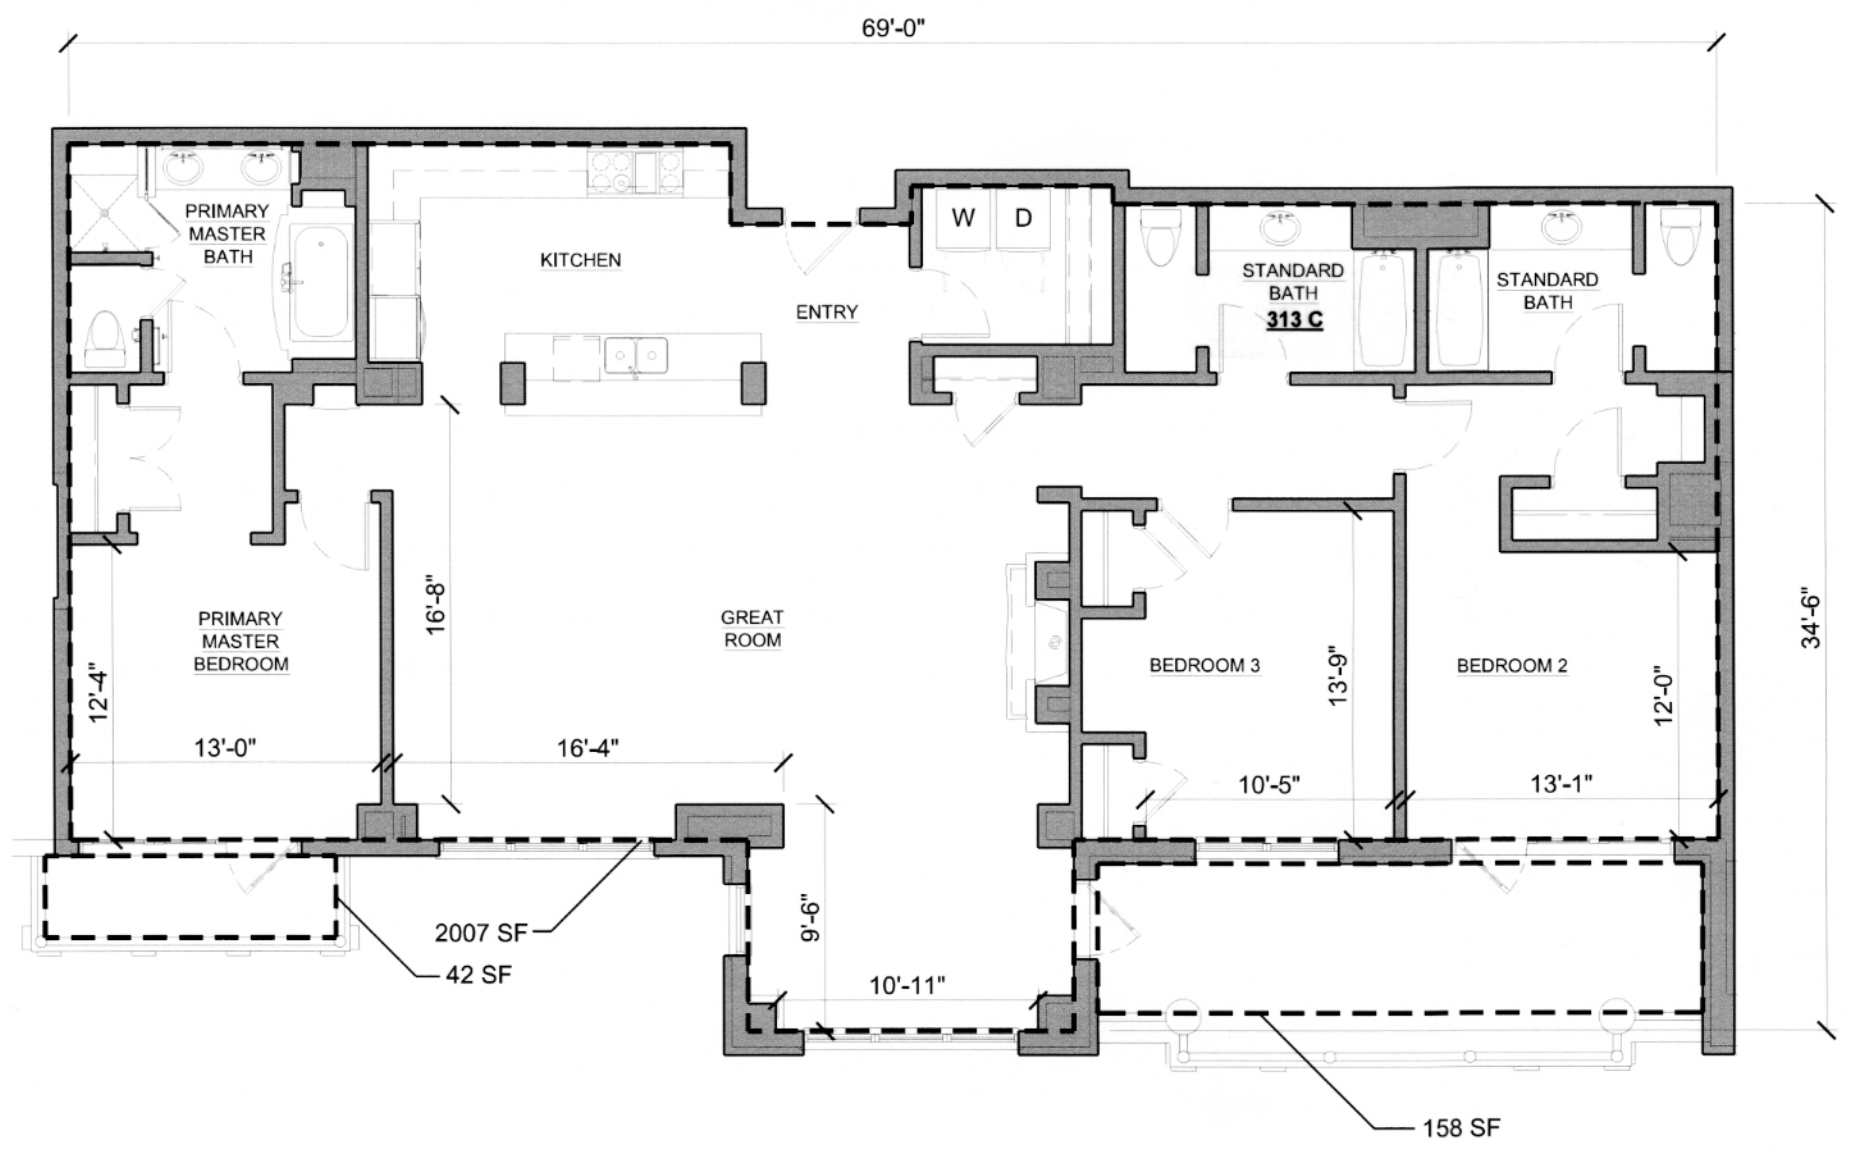 69'-0"
PRIMARY
MASTER
BATH
KITCHEN
ENTRY
W
D
STANDARD
BATH
313 C
STANDARD
BATH
16'-8"
PRIMARY
MASTER
BEDROOM
GREAT
ROOM
BEDROOM 3
BEDROOM 2
34'-6"
12'-4"
13'-9"
12'-0"
13'-0"
16'-4"
10'-5"
13'-1"
9'-6"
2007 SF
42 SF
10'-11"
158 SF